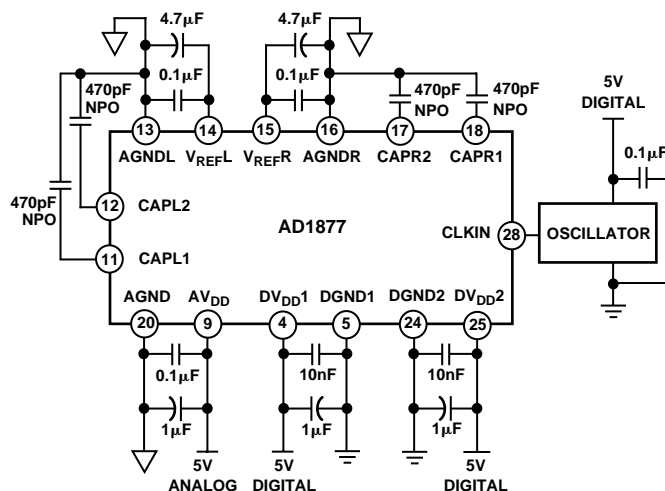 4.7µF
4.7µF
0.1µF
0.1µF
470pF
NPO
470pF
NPO
470pF
NPO
5V
DIGITAL
0.1µF
13
14
15
16
17
18
AGNDL
VREFL
VREFR
AGNDR
CAPR2
CAPR1
470pF
NPO
12
CAPL2
AD1877
CLKIN
28
OSCILLATOR
11
CAPL1
AGND
AVDD
DVDD1
DGND1
DGND2
DVDD2
20
9
4
5
24
25
0.1µF
10nF
10nF
1µF
1µF
1µF
5V
ANALOG
5V
DIGITAL
5V
DIGITAL